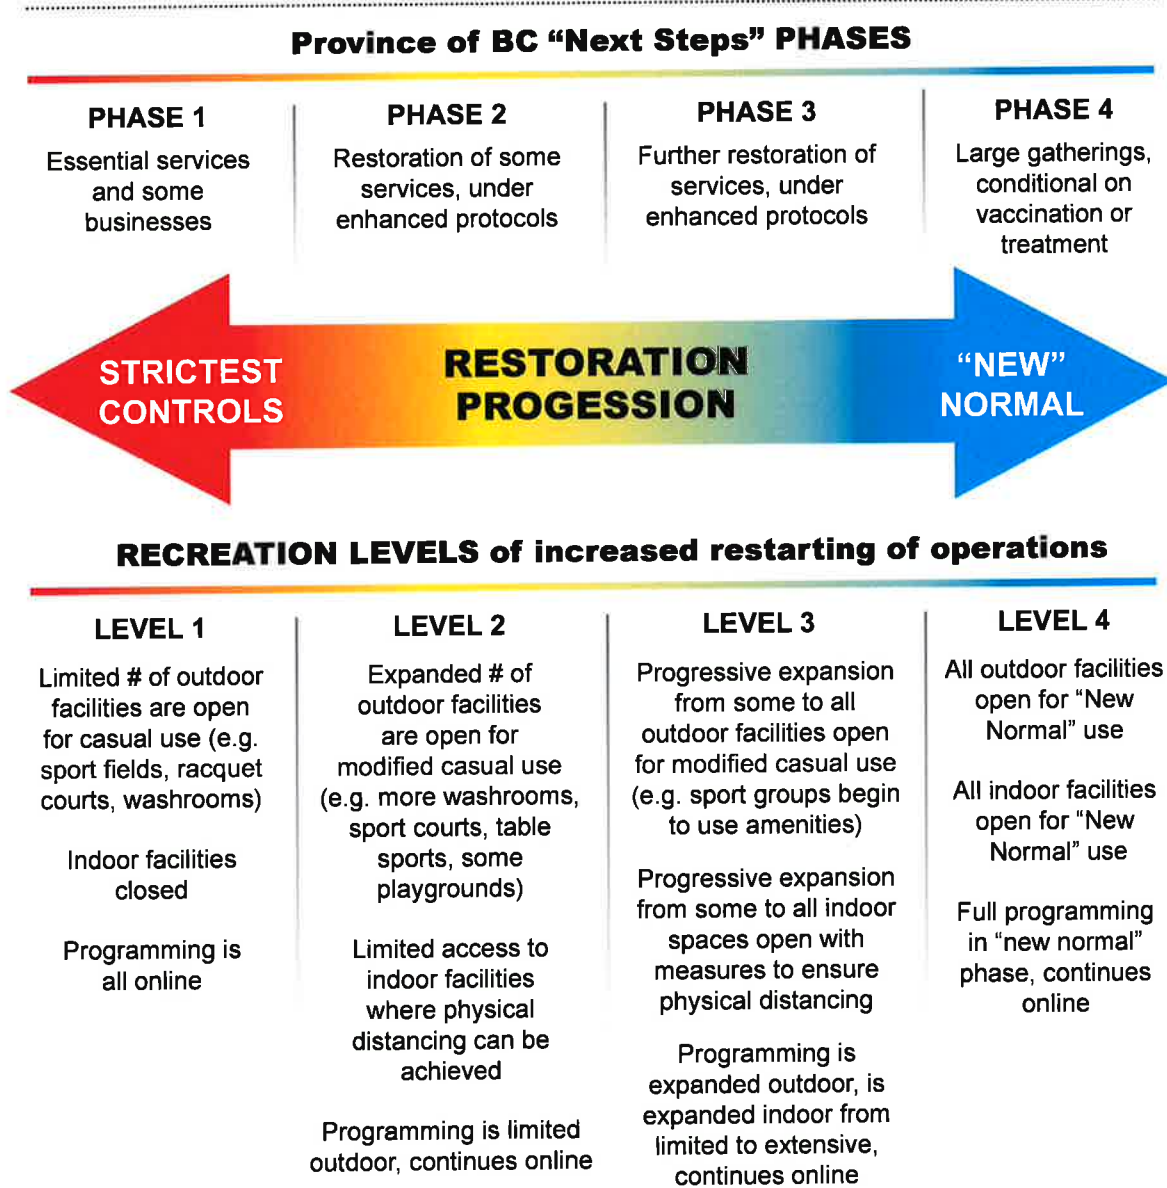 Province of BC “Next Steps” PHASES
PHASE 1
Essential services
and some
businesses
PHASE 2
Restoration of some
services, under
enhanced protocols
PHASE 3
Further restoration of
services, under
enhanced protocols
PHASE 4
Large gatherings,
conditional on
vaccination or
treatment
STRICTEST
CONTROLS
RESTORATION
PROGESSION
“NEW”
NORMAL
RECREATION LEVELS of increased restarting of operations
LEVEL 1
Limited # of outdoor
facilities are open
for casual use (e.g.
sport fields, racquet
courts, washrooms)
Indoor facilities
closed
Programming is
all online
LEVEL 2
Expanded # of
outdoor facilities
are open for
modified casual use
(e.g. more washrooms,
sport courts, table
sports, some
playgrounds)
Limited access to
indoor facilities
where physical
distancing can be
achieved
Programming is limited
outdoor, continues online
LEVEL 3
Progressive expansion
from some to all
outdoor facilities open
for modified casual use
(e.g. sport groups begin
to use amenities)
Progressive expansion
from some to all indoor
spaces open with
measures to ensure
physical distancing
Programming is
expanded outdoor, is
expanded indoor from
limited to extensive,
continues online
LEVEL 4
All outdoor facilities
open for “New
Normal” use
All indoor facilities
open for “New
Normal” use
Full programming
in “new normal”
phase, continues
online